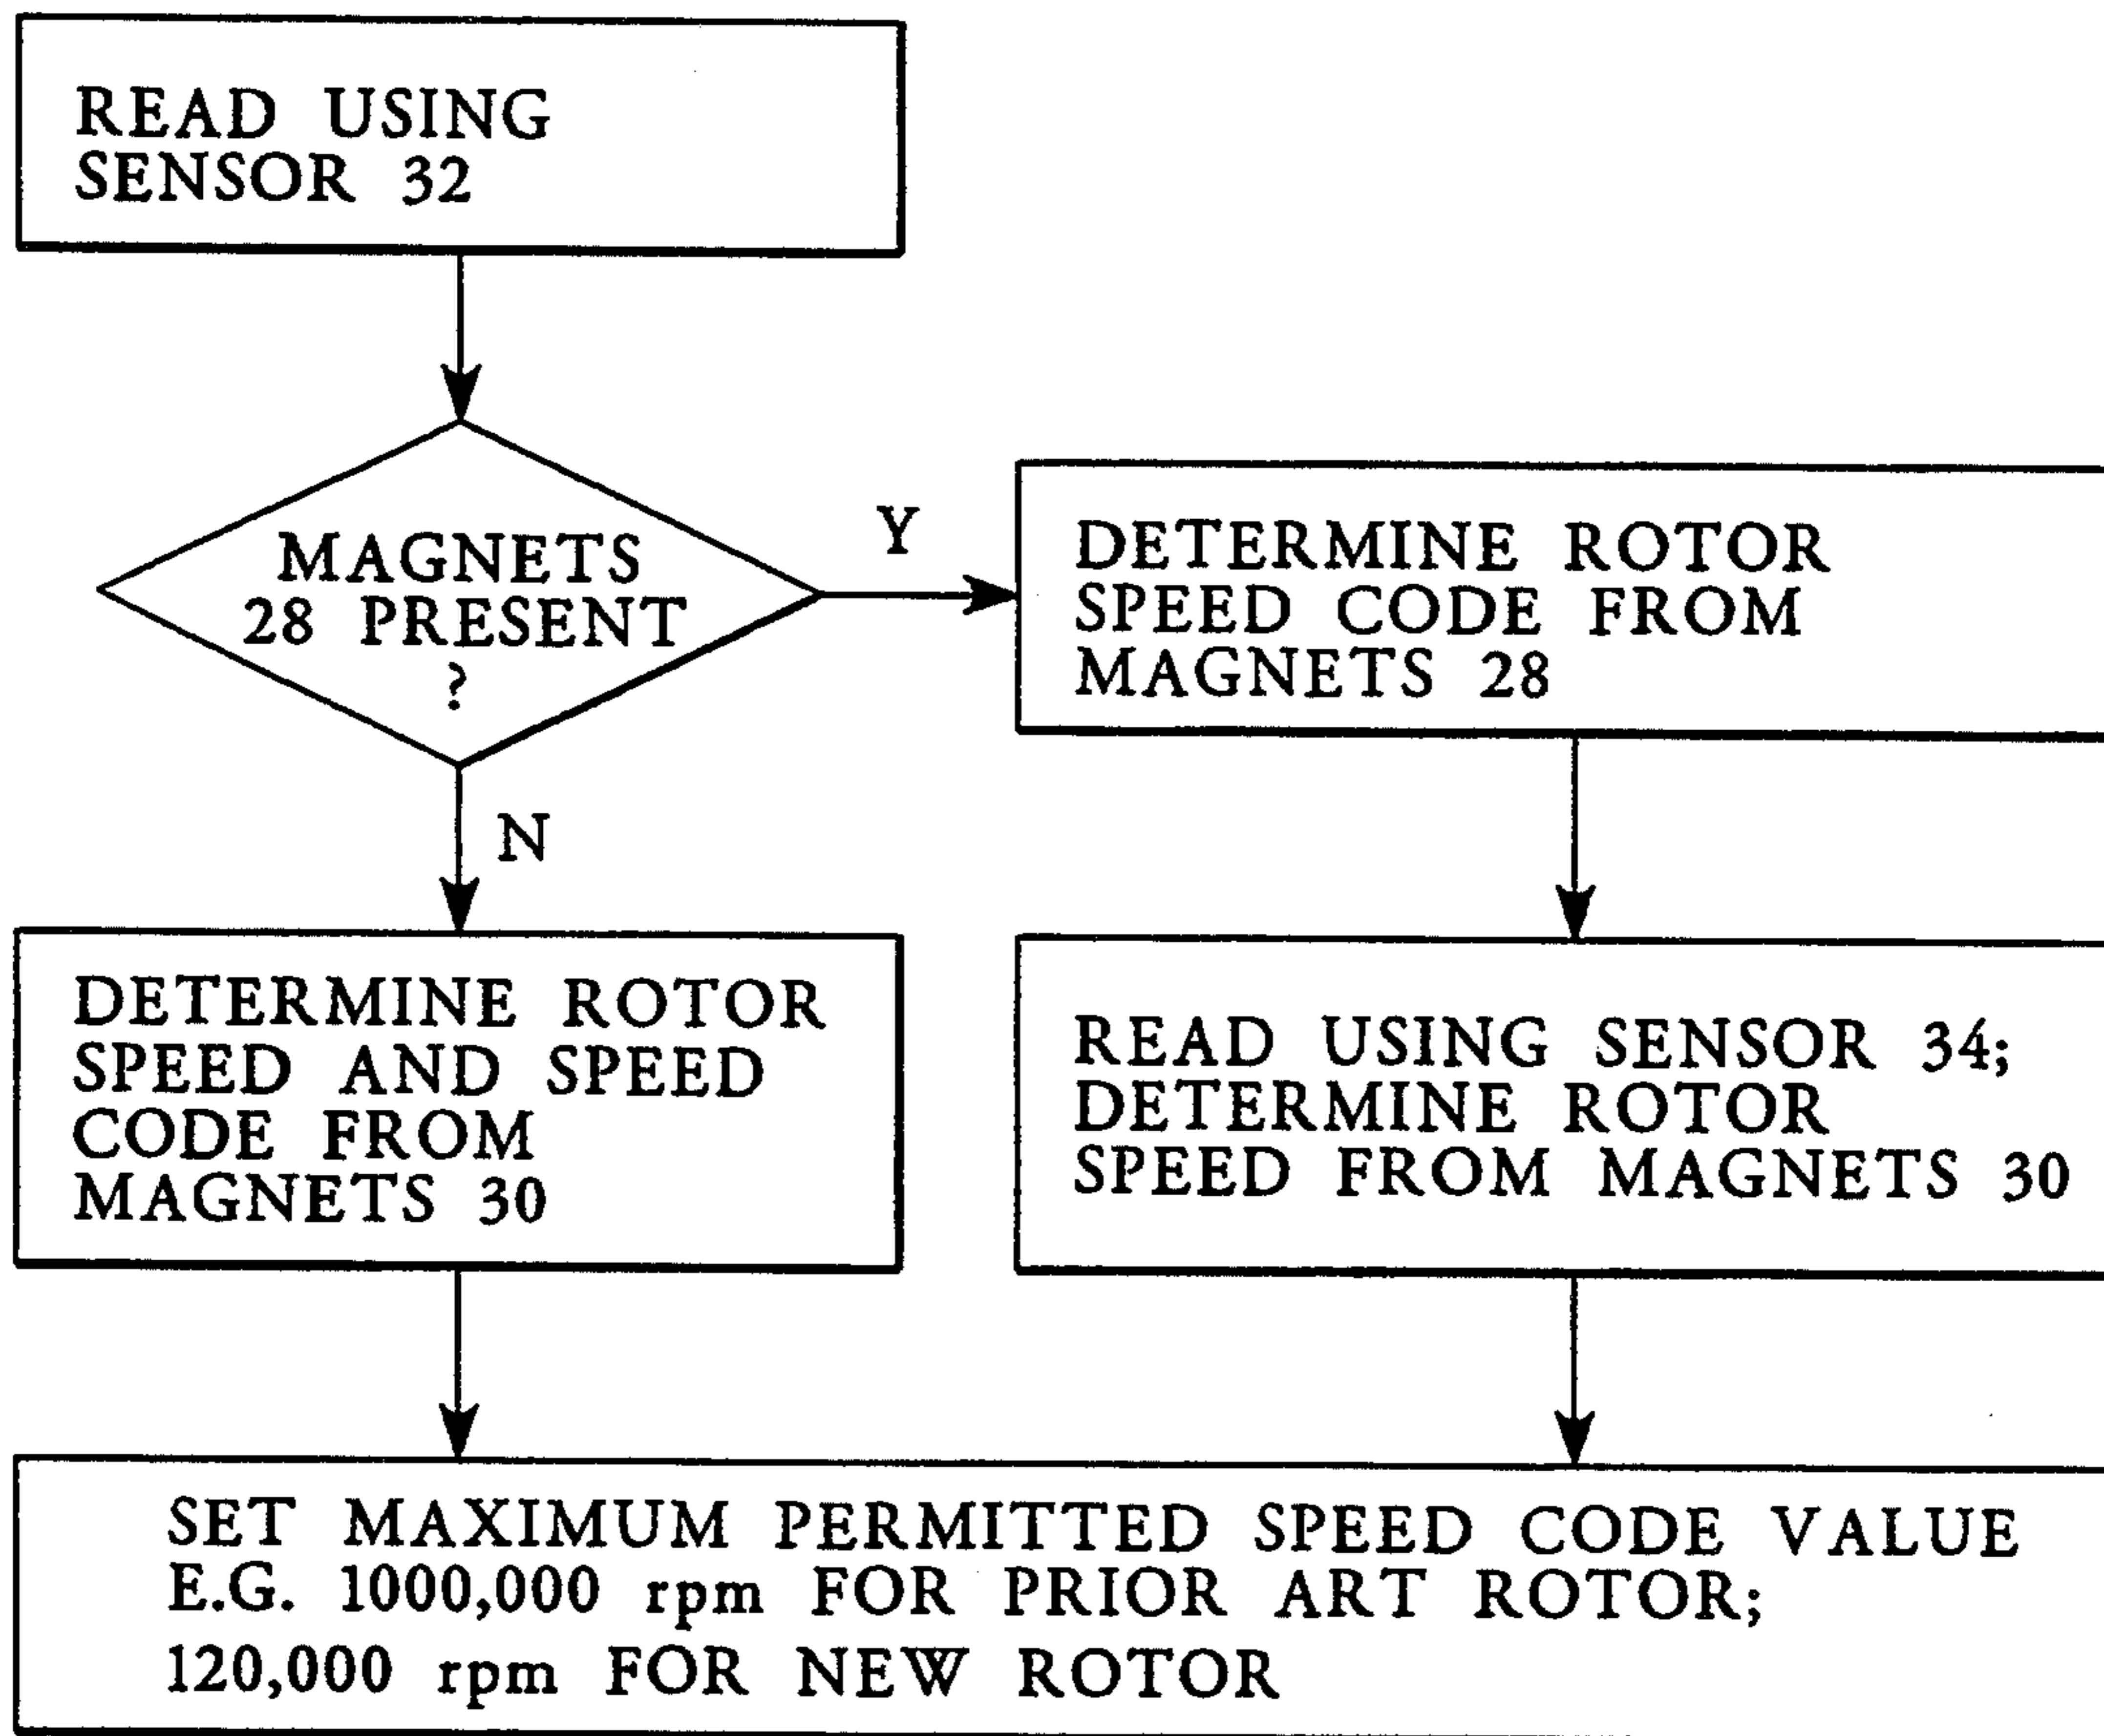 READ USING
SENSOR 32
MAGNETS
28 PRESENT
?
Y
DETERMINE ROTOR
SPEED CODE FROM
MAGNETS 28
N
DETERMINE ROTOR
SPEED AND SPEED
CODE FROM
MAGNETS 30
READ USING SENSOR 34;
DETERMINE ROTOR
SPEED FROM MAGNETS 30
SET MAXIMUM PERMITTED SPEED CODE VALUE
E.G. 1000,000 rpm FOR PRIOR ART ROTOR;
120,000 rpm FOR NEW ROTOR